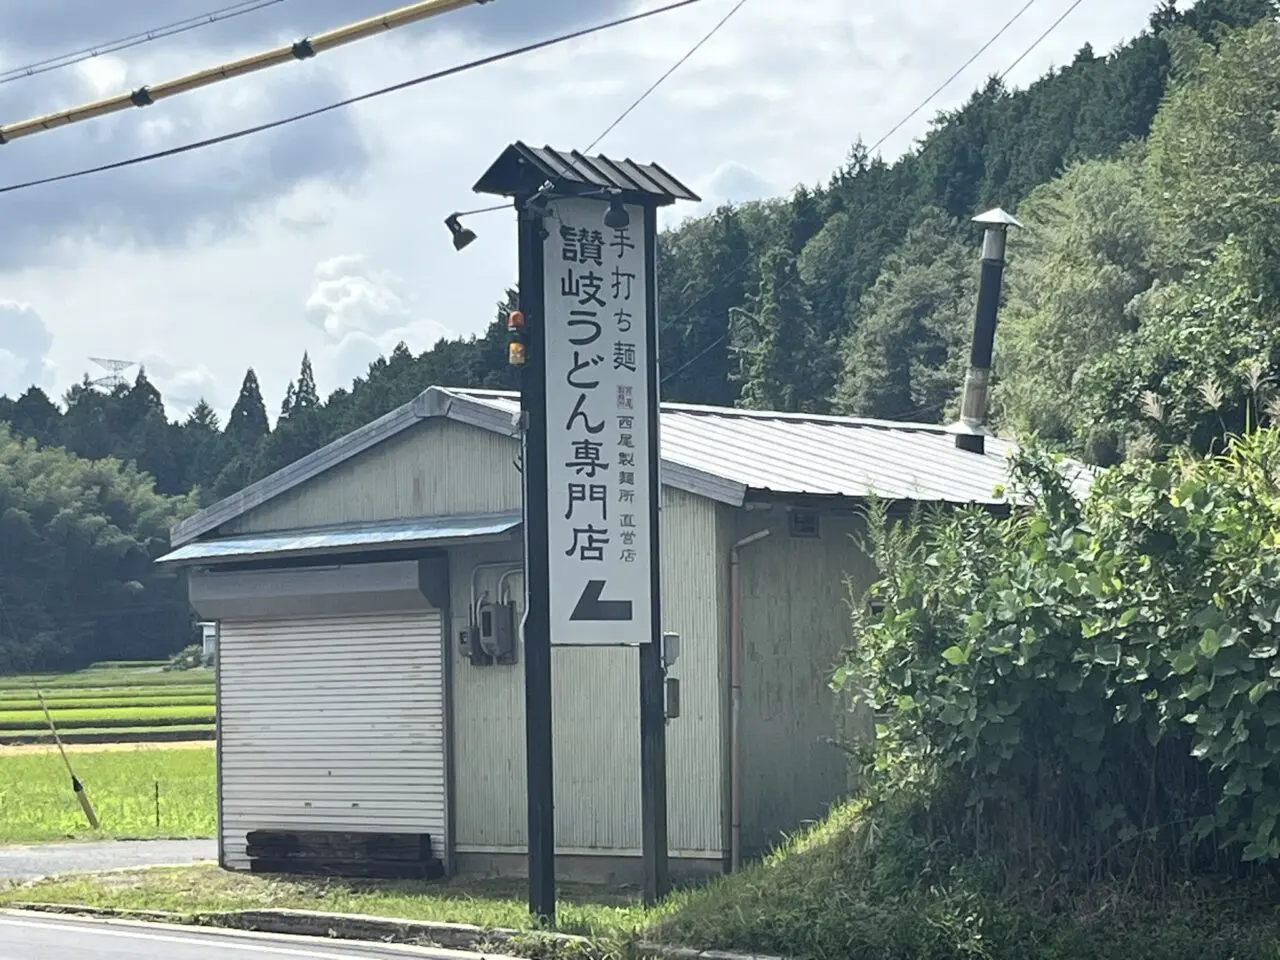 手打ち麺
讃岐うどん専門店
西尾製麺所 直営店